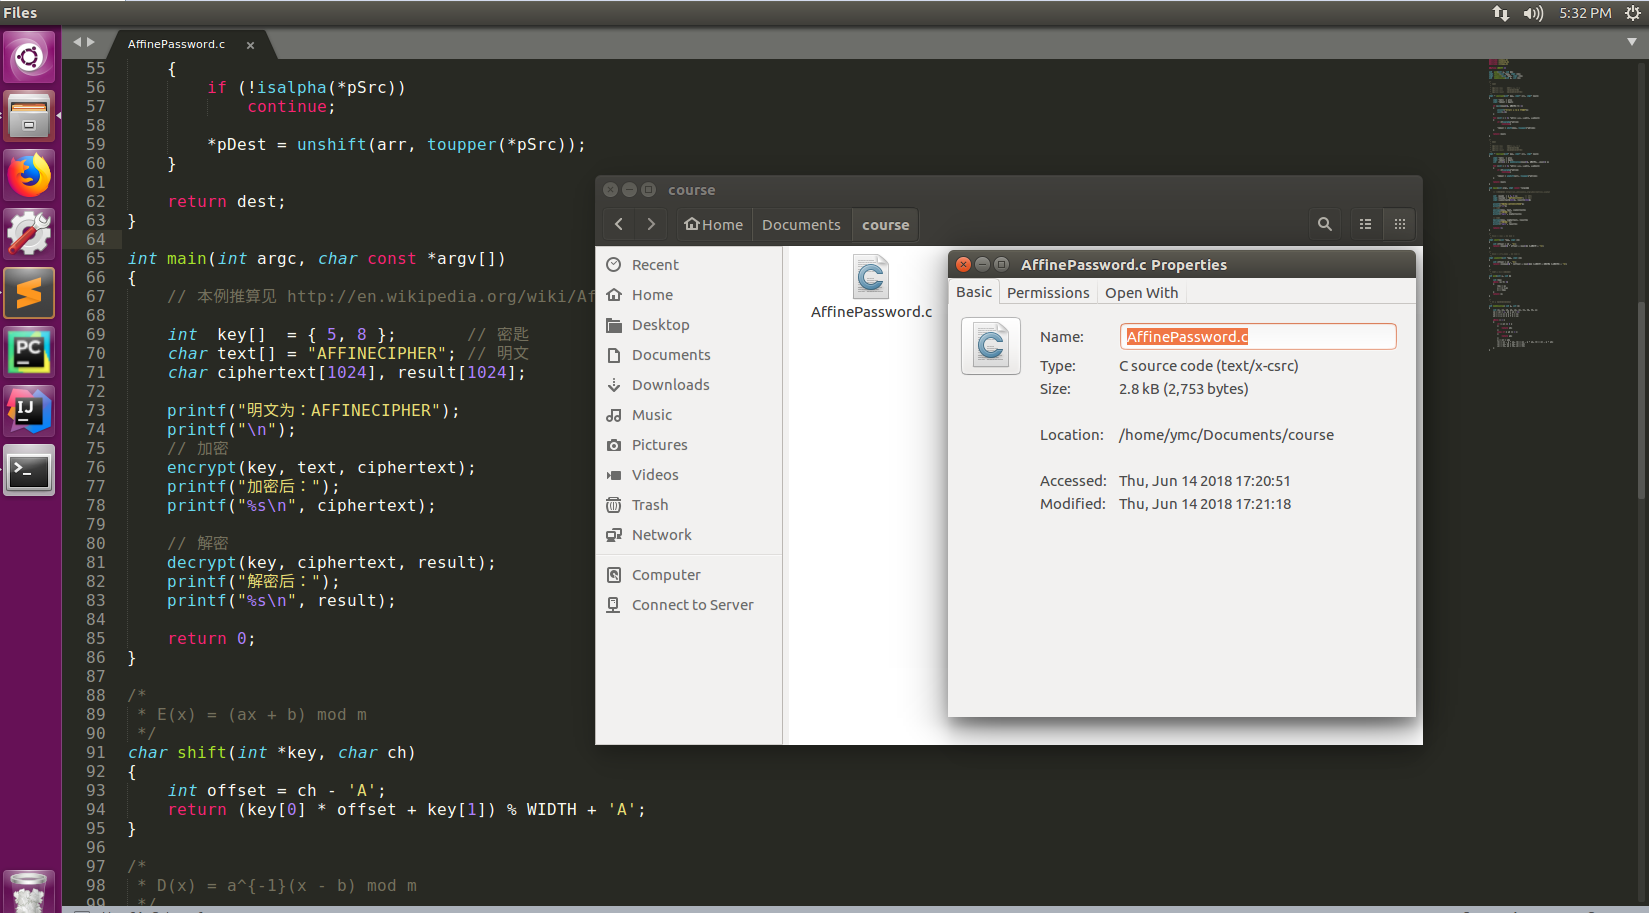 Files
5:32 PM
AffinePassword.c
55 {
56 if (!isalpha(*pSrc))
57 continue;
58
59 *pDest = unshift(arr, toupper(*pSrc));
60 }
61
62 return dest;
63 }
64
65 int main(int argc, char const *argv[])
66 {
67 // 本例推算见 http://en.wikipedia.org/wiki/Af
68
69 int key[] = { 5, 8 }; // 密匙
70 char text[] = "AFFINECIPHER"; // 明文
71 char ciphertext[1024], result[1024];
72
73 printf("明文为：AFFINECIPHER");
74 printf("\n");
75 // 加密
76 encrypt(key, text, ciphertext);
77 printf("加密后：");
78 printf("%s\n", ciphertext);
79
80 // 解密
81 decrypt(key, ciphertext, result);
82 printf("解密后：");
83 printf("%s\n", result);
84
85 return 0;
86 }
87
88 /*
89 * E(x) = (ax + b) mod m
90 */
91 char shift(int *key, char ch)
92 {
93 int offset = ch - 'A';
94 return (key[0] * offset + key[1]) % WIDTH + 'A';
95 }
96
97 /*
98 * D(x) = a^{-1}(x - b) mod m
99 */
course
Home
Documents
course
Recent
Home
Desktop
Documents
Downloads
Music
Pictures
Videos
Trash
Network
Computer
Connect to Server
AffinePassword.c
AffinePassword.c Properties
Basic
Permissions
Open With
Name: AffinePassword.c
Type: C source code (text/x-csrc)
Size: 2.8 kB (2,753 bytes)
Location: /home/ymc/Documents/course
Accessed: Thu, Jun 14 2018 17:20:51
Modified: Thu, Jun 14 2018 17:21:18
PC
IJ
>_